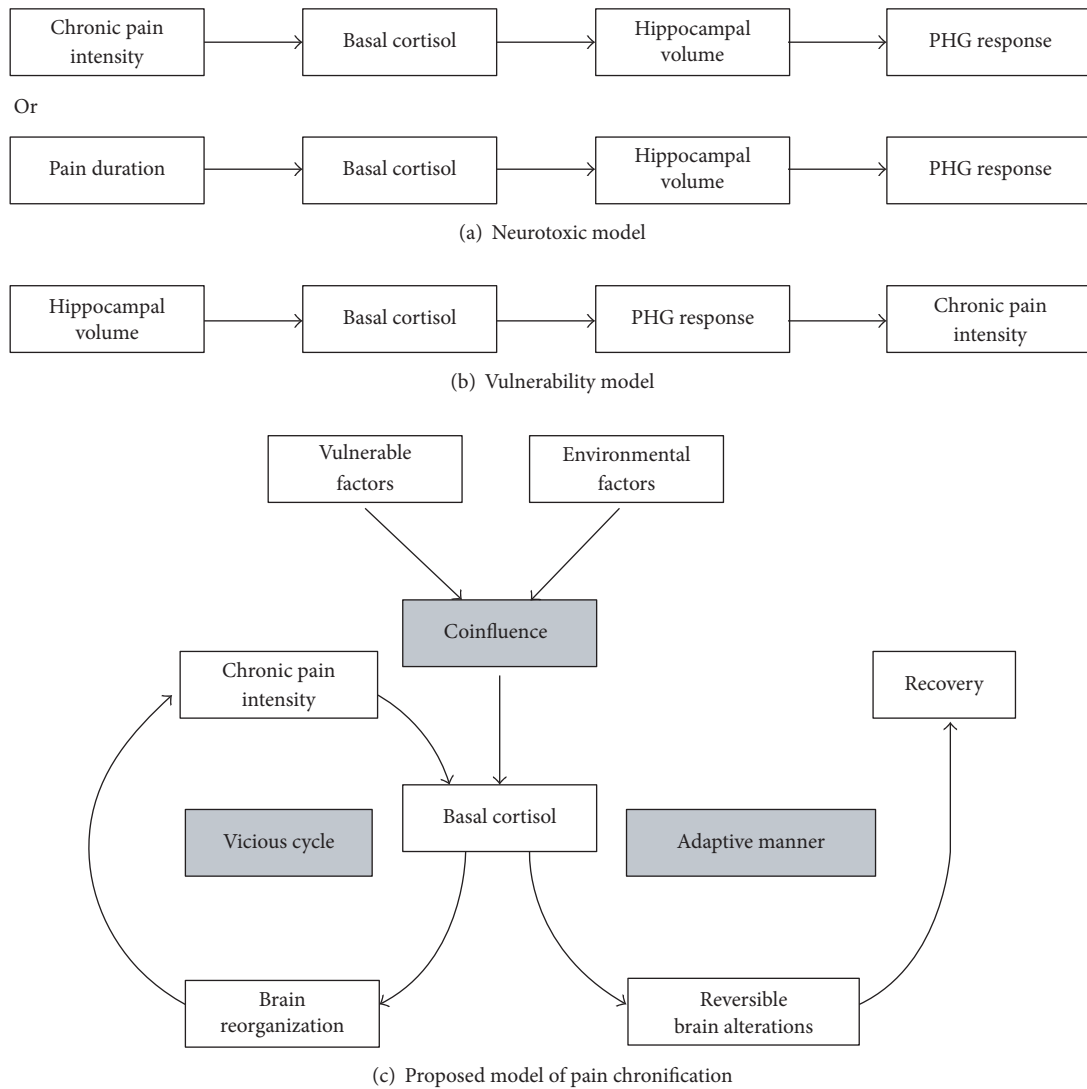 Chronic pain
intensity
Basal cortisol
Hippocampal
volume
PHG response
Or
Pain duration
Basal cortisol
Hippocampal
volume
PHG response
(a) Neurotoxic model
Hippocampal
volume
Basal cortisol
PHG response
Chronic pain
intensity
(b) Vulnerability model
Vulnerable
factors
Environmental
factors
Coinfluence
Chronic pain
intensity
Recovery
Basal cortisol
Vicious cycle
Adaptive manner
Brain
reorganization
Reversible
brain alterations
(c) Proposed model of pain chronification